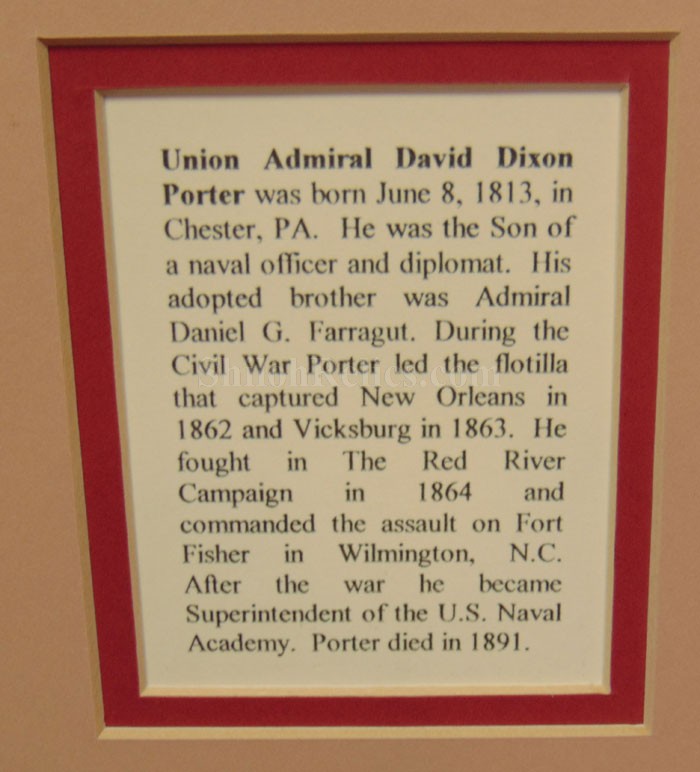 Union Admiral David Dixon
Porter was born June 8, 1813, in
Chester, PA. He was the Son of
a naval officer and diplomat. His
adopted brother was Admiral
Daniel G. Farragut. During the
Civil War Porter led the flotilla
ShilohRelics.com
that captured New Orleans in
1862 and Vicksburg in 1863. He
fought in The Red River
Campaign in 1864 and
commanded the assault on Fort
Fisher in Wilmington, N.C.
After the war he became
Superintendent of the U.S. Naval
Academy. Porter died in 1891.